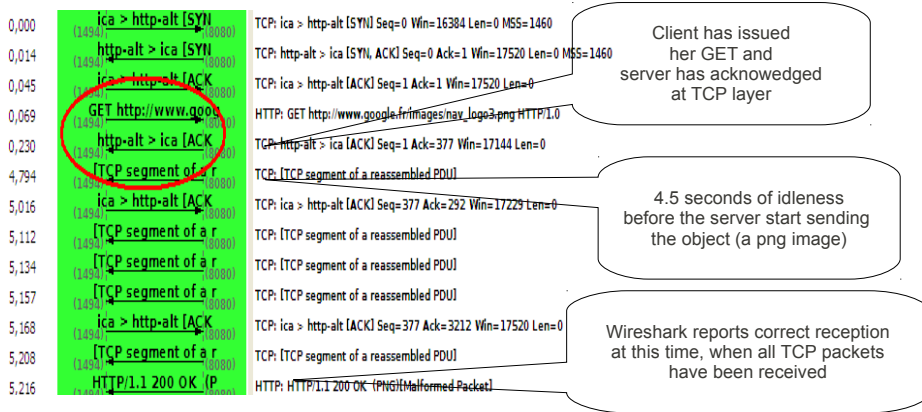 0,000 ica > http-alt [SYN TCP: ica > http-alt [SYN] Seq=0 Win=16384 Len=0 MSS=1460
(1494) (8080)
0,014 http-alt > ica [SYN TCP: http-alt > ica [SYN, ACK] Seq=0 Ack=1 Win=17520 Len=0 MSS=1460
(1494) (8080)
0,045 ica > http-alt [ACK TCP: ica > http-alt [ACK] Seq=1 Ack=1 Win=17520 Len=0
(1494) (8080)
0,069 GET http://www.goog HTTP: GET http://www.google.fr/images/nav_logo3.png HTTP/1.0
(1494) (8080)
0,230 http-alt > ica [ACK TCP: http-alt > ica [ACK] Seq=1 Ack=377 Win=17144 Len=0
(1494) (8080)
4,794 [TCP segment of a r TCP: [TCP segment of a reassembled PDU]
(1494) (8080)
5,016 ica > http-alt [ACK TCP: ica > http-alt [ACK] Seq=377 Ack=292 Win=17229 Len=0
(1494) (8080)
5,112 [TCP segment of a r TCP: [TCP segment of a reassembled PDU]
(1494) (8080)
5,134 [TCP segment of a r TCP: [TCP segment of a reassembled PDU]
(1494) (8080)
5,157 [TCP segment of a r TCP: [TCP segment of a reassembled PDU]
(1494) (8080)
5,168 ica > http-alt [ACK TCP: ica > http-alt [ACK] Seq=377 Ack=3212 Win=17520 Len=0
(1494) (8080)
5,208 [TCP segment of a r TCP: [TCP segment of a reassembled PDU]
(1494) (8080)
5,216 HTTP/1.1 200 OK (P HTTP: HTTP/1.1 200 OK (PNG)[Malformed Packet]
Client has issued
her GET and
server has acknowedged
at TCP layer
4.5 seconds of idleness
before the server start sending
the object (a png image)
Wireshark reports correct reception
at this time, when all TCP packets
have been received